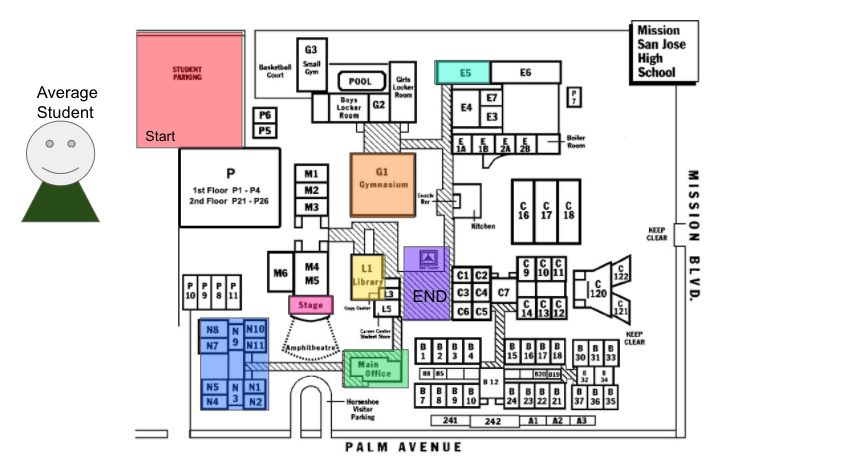 Average
Student
STUDENT
PARKING
Start
Basketball
Court
G3
Small
Gym
POOL
Boys
Locker
Room
G2
Girls
Locker
Room
E5
E6
E4
E7
E3
P
7
E
1A
E
1B
E
2A
E
2B
Boiler
Room
Mission
San Jose
High
School
P6
P5
P
1st Floor P1 - P4
2nd Floor P21 - P26
M1
M2
M3
G1
Gymnasium
Snack
Bar
Kitchen
C
16
C
17
C
18
KEEP
CLEAR
MISSION BLVD.
M6
M4
M5
L1
Library
L3
L5
Copy Center
Career Center
Student Store
END
C1
C2
C3
C4
C6
C5
C7
C
9
C
10
C
11
C
14
C
13
C
12
C
120
C
122
C
121
KEEP
CLEAR
P
10
P
9
P
8
P
11
Stage
Amphitheatre
N8
N
9
N10
N7
N11
N5
N
3
N1
N4
N2
Main
Office
Horseshoe
Visitor
Parking
B
1
B
2
B
3
B
4
B5
B
7
B
8
B
9
B
10
B 12
B
15
B
16
B
17
B
18
B20
B19
B
24
B
23
B
22
B
21
B
30
B
31
B
33
B
32
B
34
B
37
B
36
B
35
241
242
A1
A2
A3
PALM AVENUE